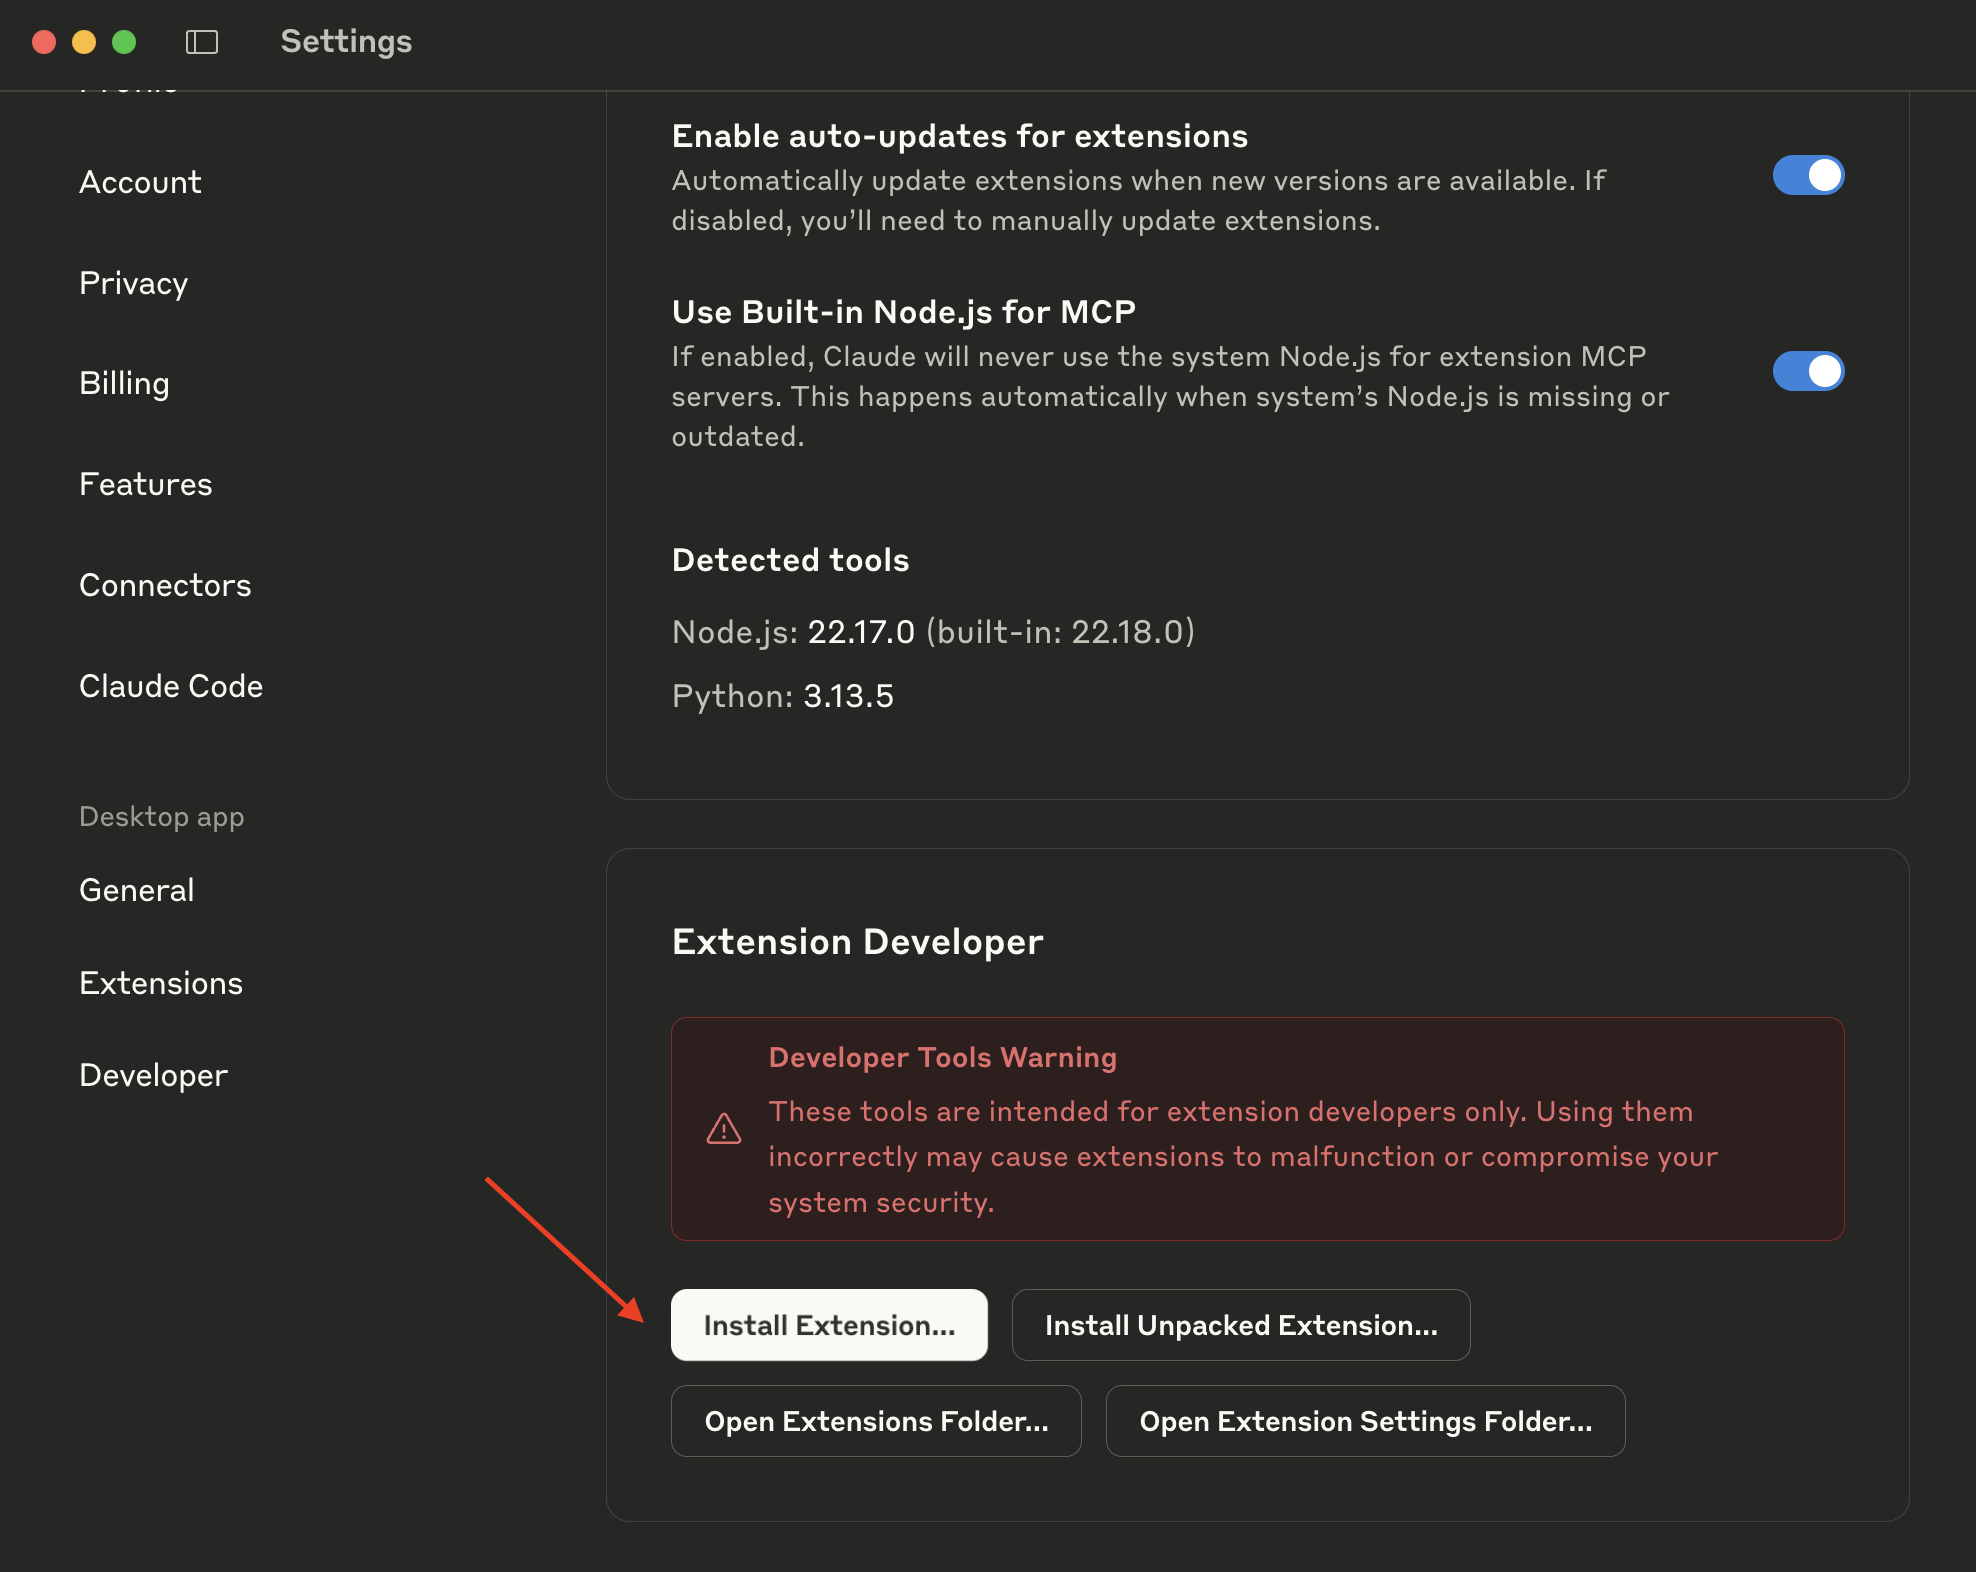 Settings
Profile
Account
Privacy
Billing
Features
Connectors
Claude Code
Desktop app
General
Extensions
Developer
Enable auto-updates for extensions
Automatically update extensions when new versions are available. If
disabled, you’ll need to manually update extensions.
Use Built-in Node.js for MCP
If enabled, Claude will never use the system Node.js for extension MCP
servers. This happens automatically when system’s Node.js is missing or
outdated.
Detected tools
Node.js: 22.17.0 (built-in: 22.18.0)
Python: 3.13.5
Extension Developer
Developer Tools Warning
These tools are intended for extension developers only. Using them
incorrectly may cause extensions to malfunction or compromise your
system security.
Install Extension...
Install Unpacked Extension...
Open Extensions Folder...
Open Extension Settings Folder...